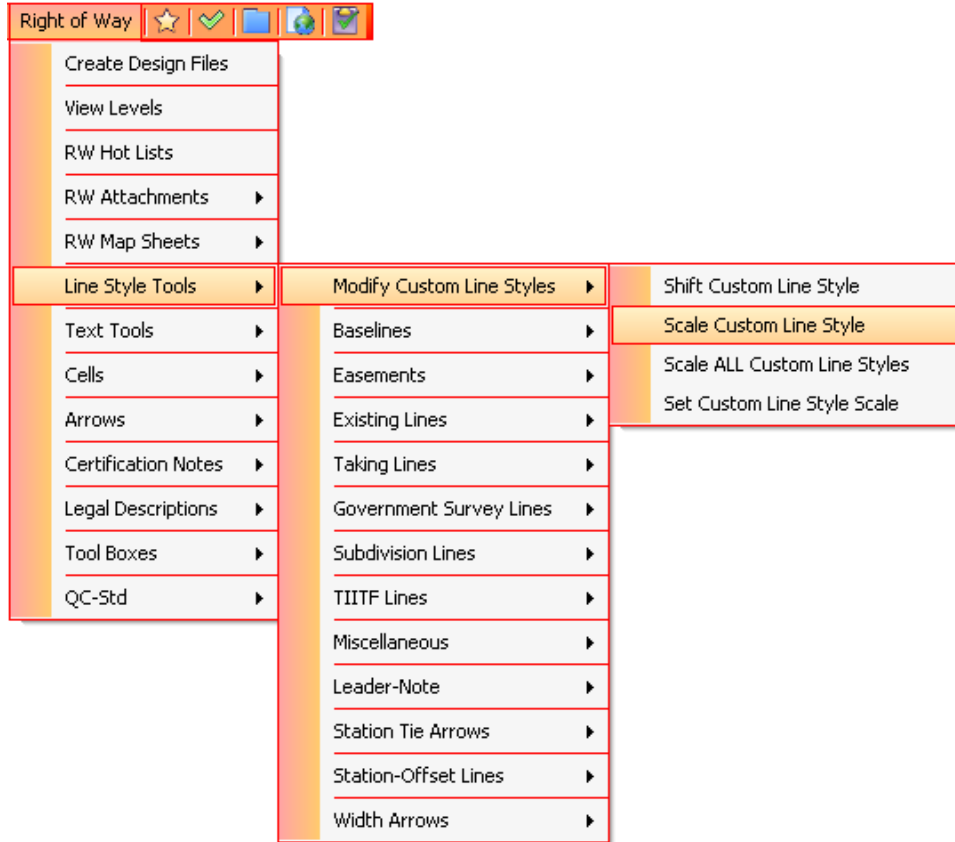 Right of Way
Create Design Files
View Levels
RW Hot Lists
RW Attachments
RW Map Sheets
Line Style Tools
Text Tools
Cells
Arrows
Certification Notes
Legal Descriptions
Tool Boxes
QC-Std
Modify Custom Line Styles
Baselines
Easements
Existing Lines
Taking Lines
Government Survey Lines
Subdivision Lines
TIITF Lines
Miscellaneous
Leader-Note
Station Tie Arrows
Station-Offset Lines
Width Arrows
Shift Custom Line Style
Scale Custom Line Style
Scale ALL Custom Line Styles
Set Custom Line Style Scale